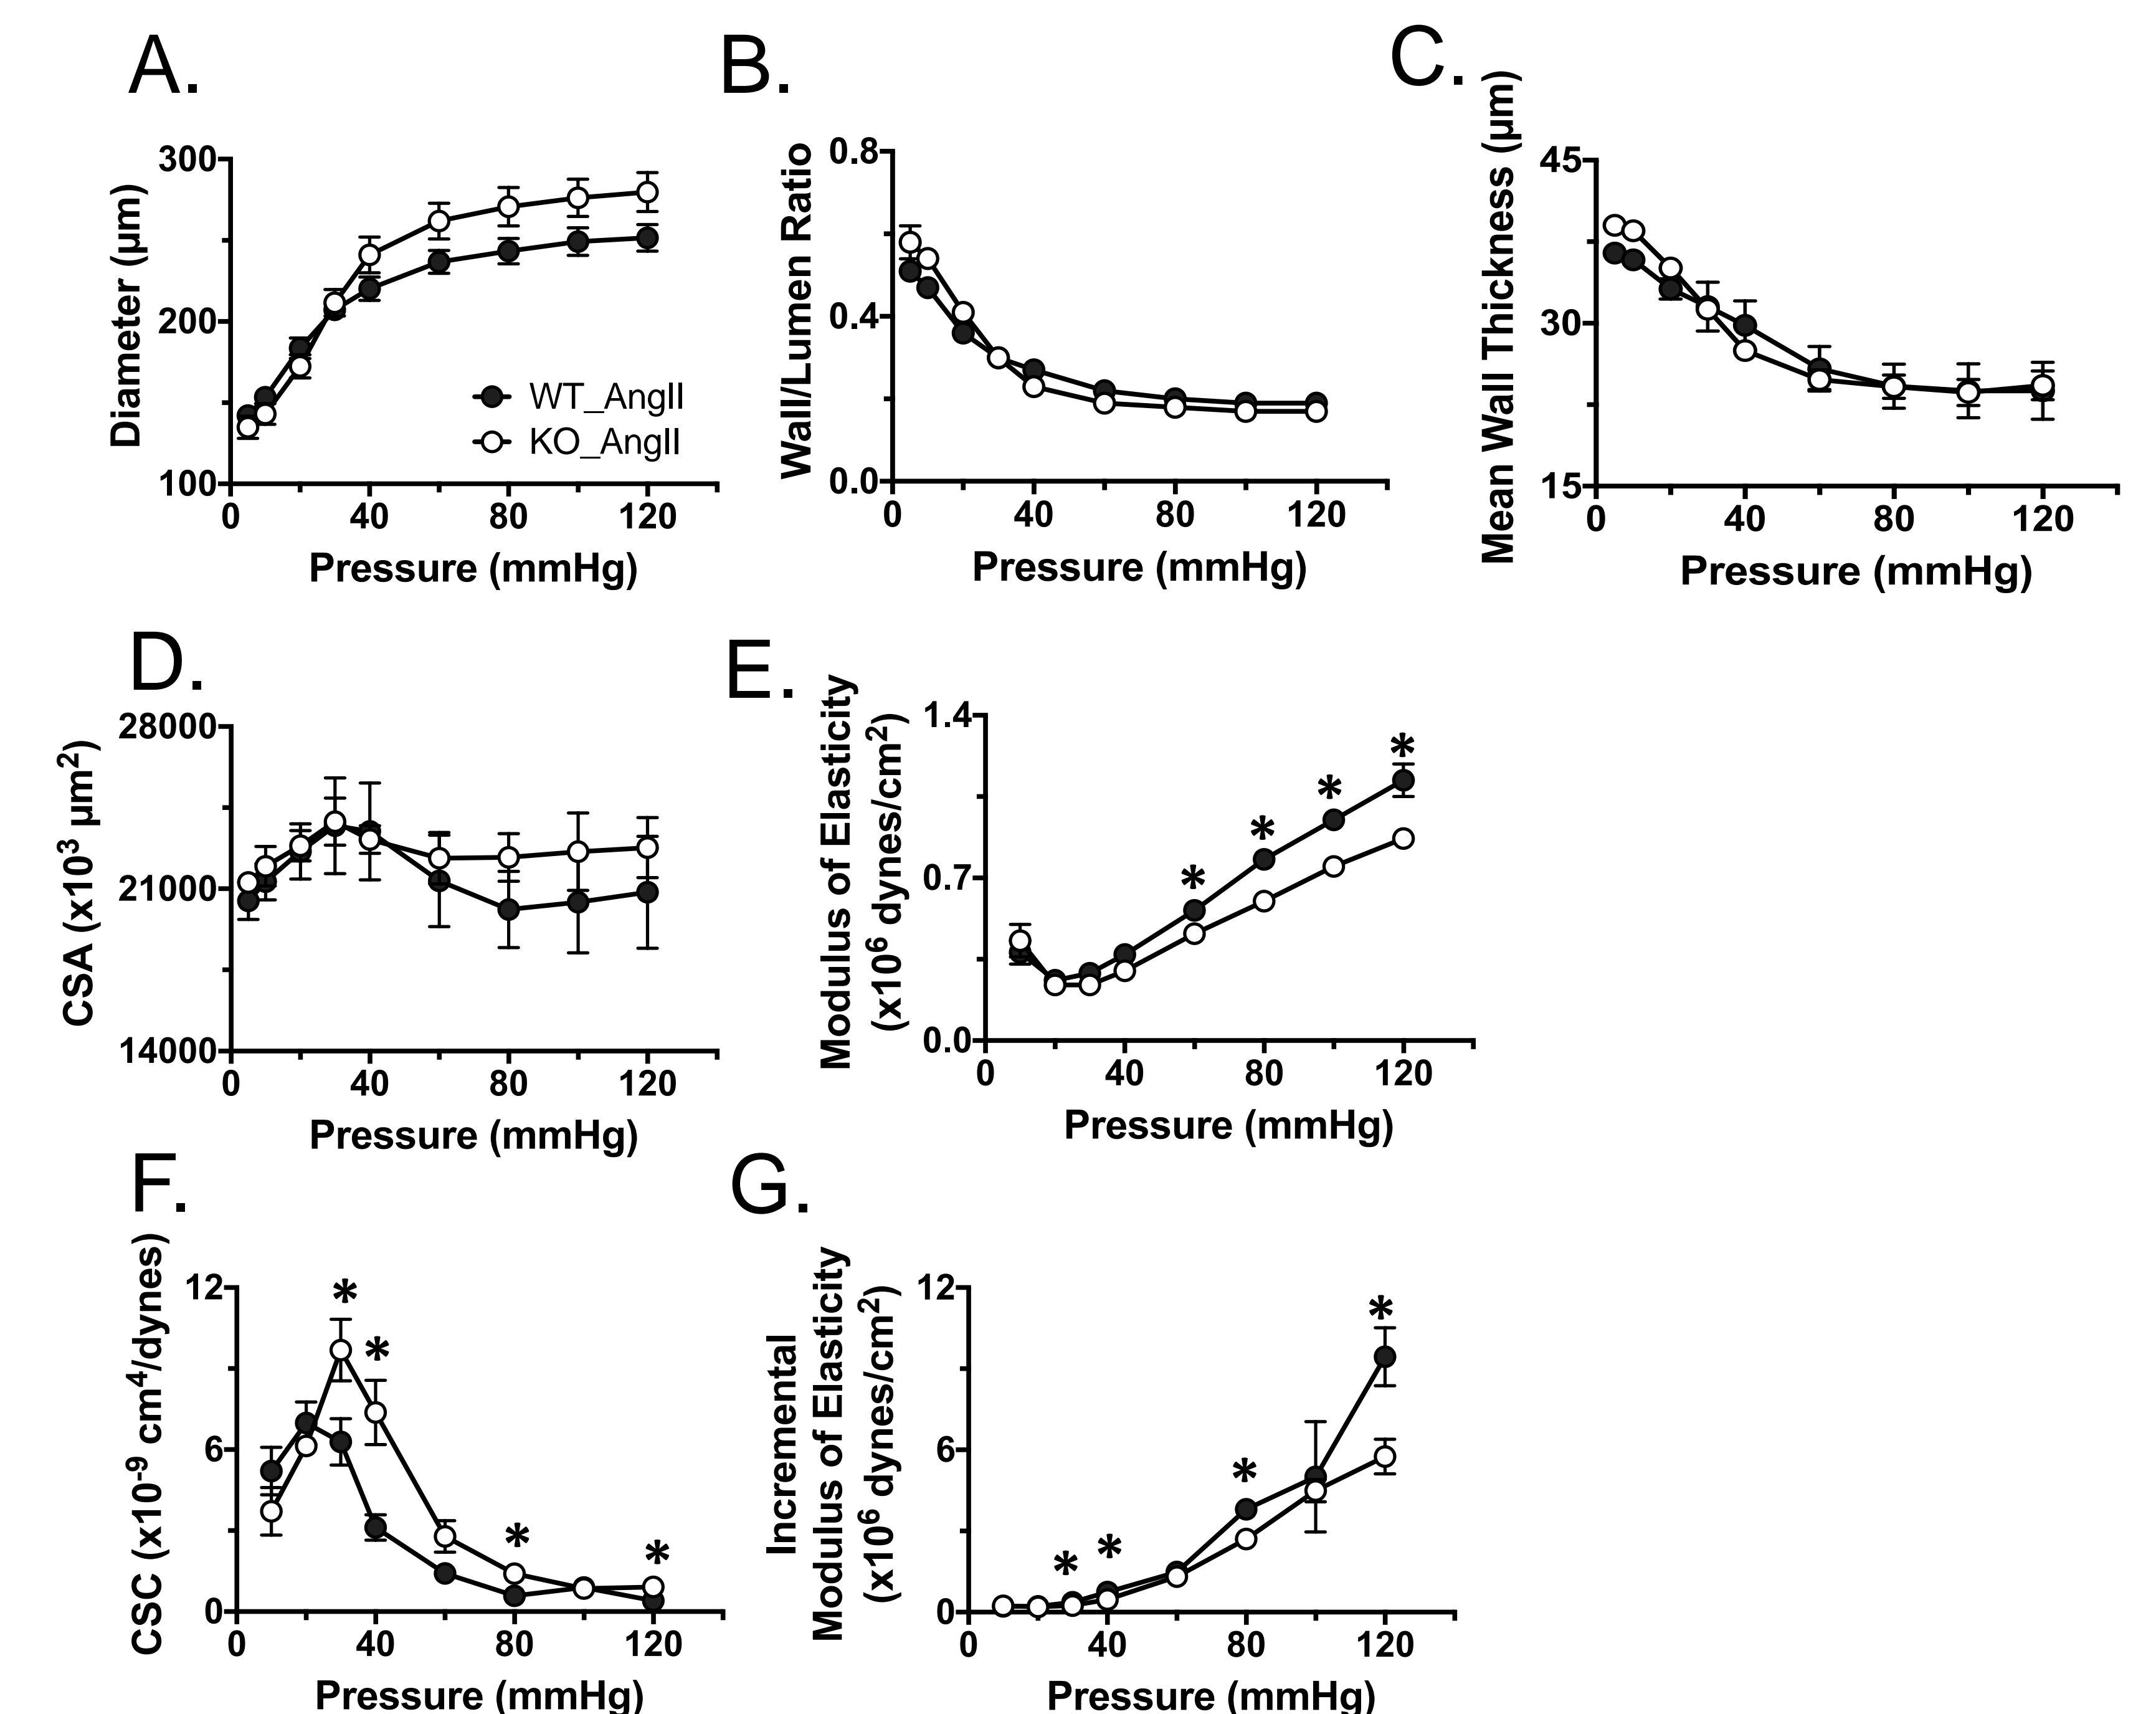 A.
Diameter (µm)
300
200
100
0 40 80 120
Pressure (mmHg)
WT_AngII
KO_AngII
B.
Wall/Lumen Ratio
0.8
0.4
0.0
0 40 80 120
Pressure (mmHg)
C.
Mean Wall Thickness (µm)
45
30
15
0 40 80 120
Pressure (mmHg)
D.
CSA (x10³ µm²)
28000
21000
14000
0 40 80 120
Pressure (mmHg)
E.
Modulus of Elasticity
(x10⁶ dynes/cm²)
1.4
0.7
0.0
* * * *
0 40 80 120
Pressure (mmHg)
F.
CSC (x10⁻⁹ cm⁴/dynes)
12
6
0
* * * *
0 40 80 120
Pressure (mmHg)
G.
Incremental
Modulus of Elasticity
(x10⁶ dynes/cm²)
12
6
0
* * * *
0 40 80 120
Pressure (mmHg)